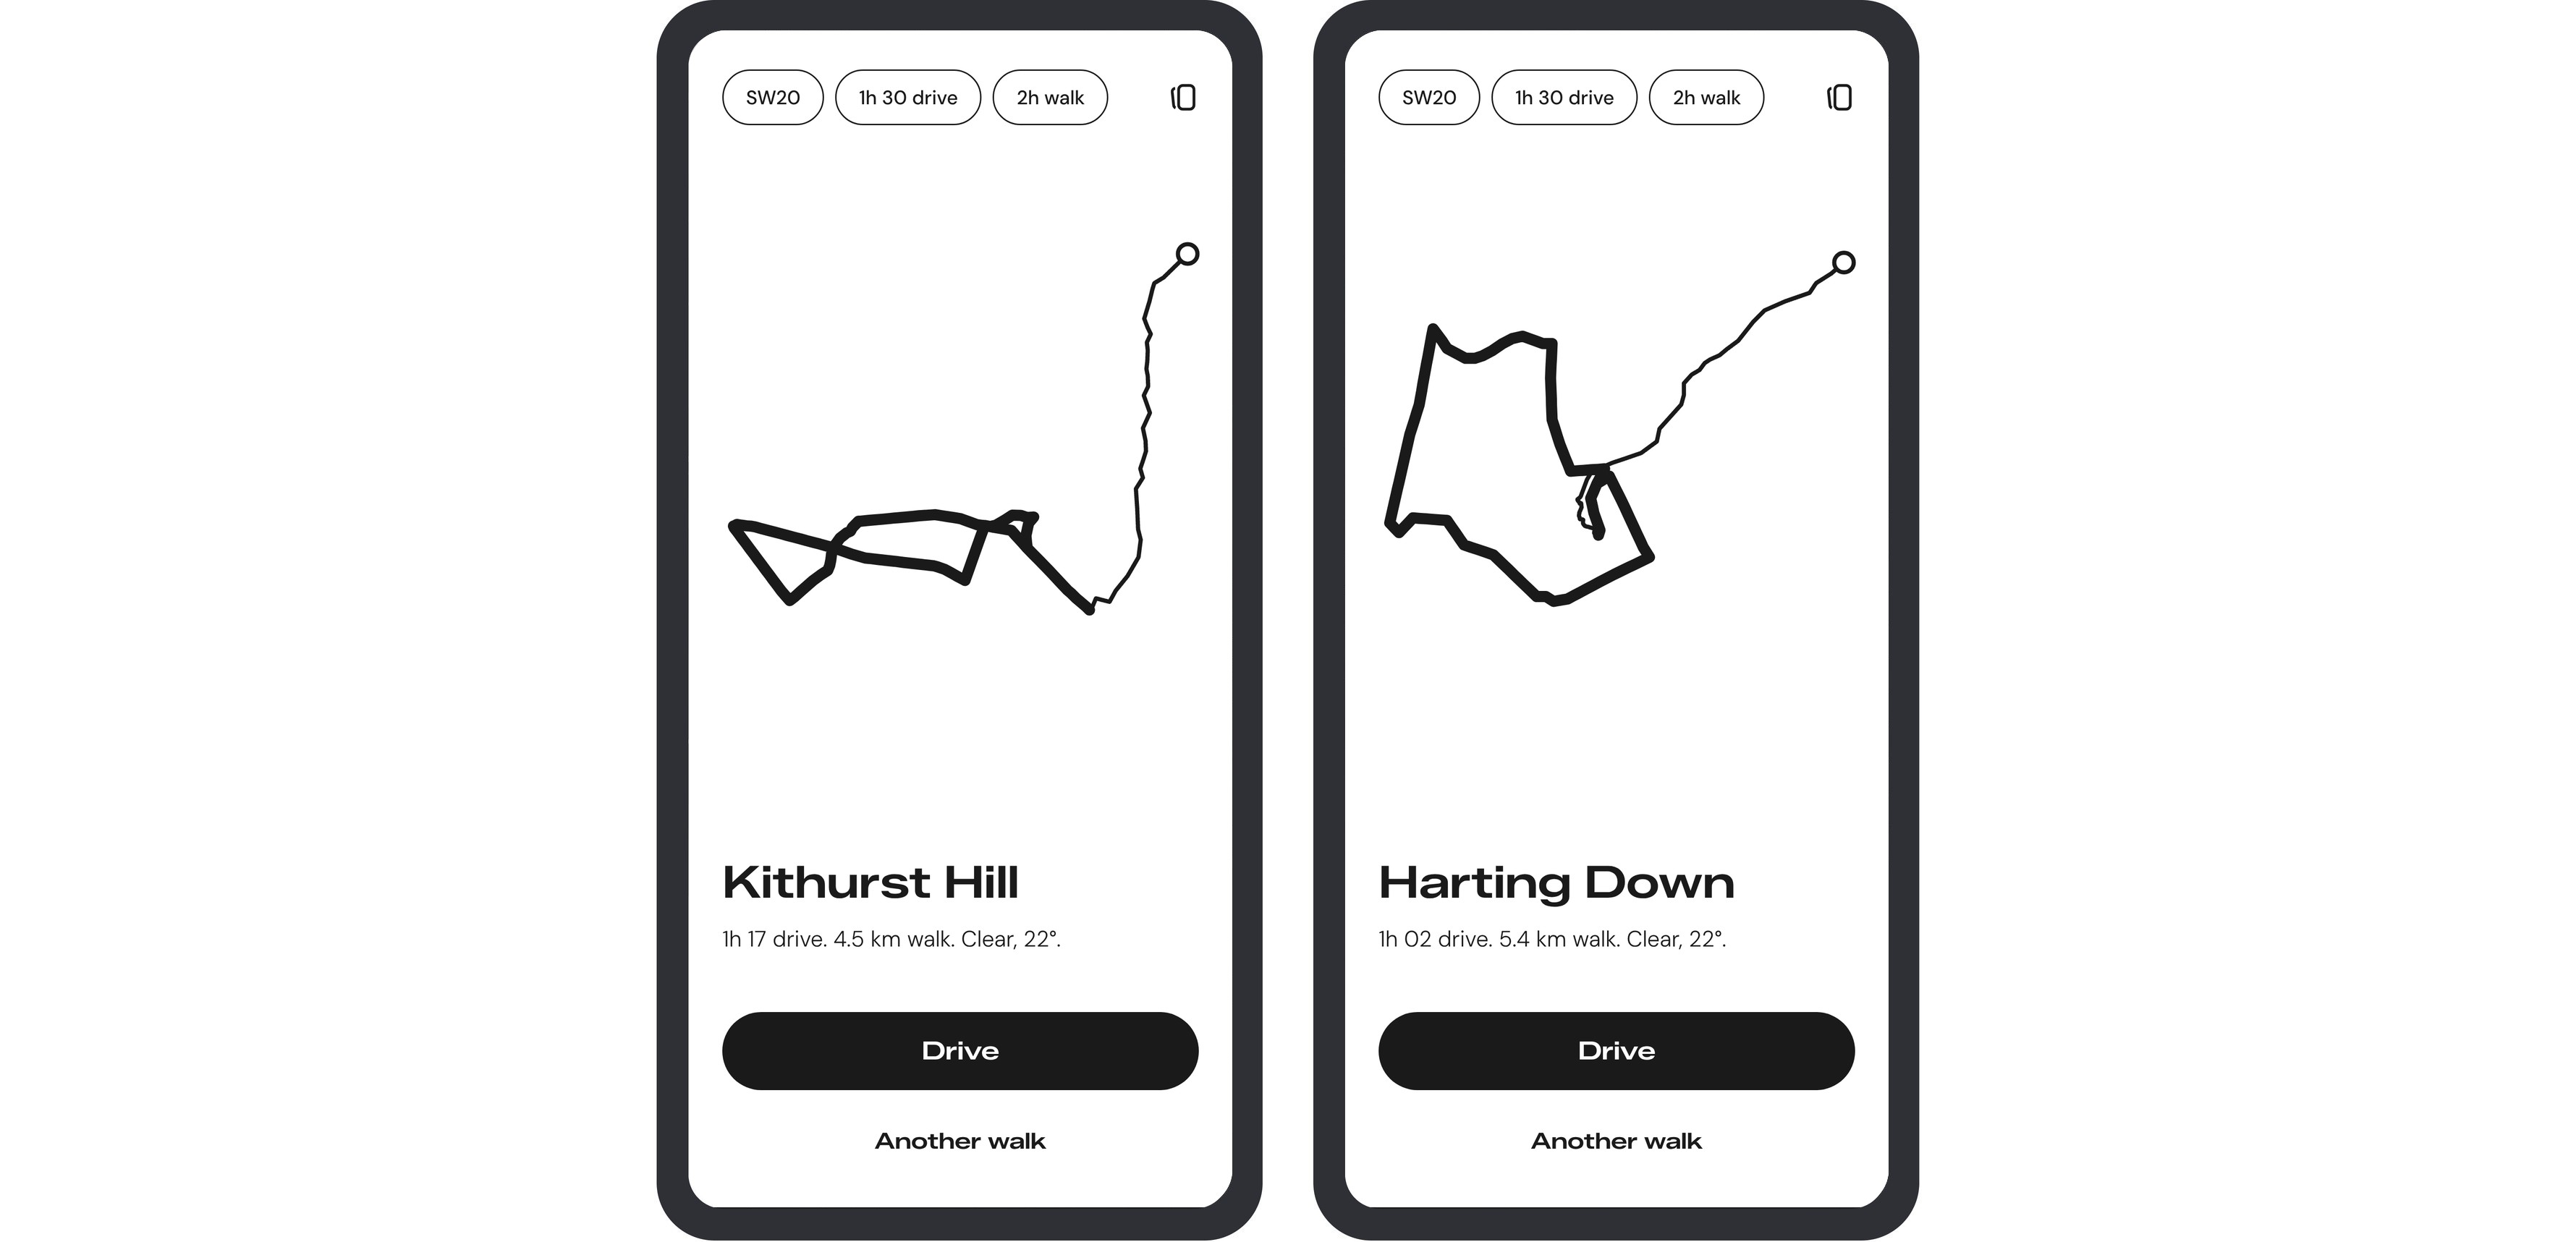 SW20
1h 30 drive
2h walk
Kithurst Hill
1h 17 drive. 4.5 km walk. Clear, 22°.
Drive
Another walk
SW20
1h 30 drive
2h walk
Harting Down
1h 02 drive. 5.4 km walk. Clear, 22°.
Drive
Another walk